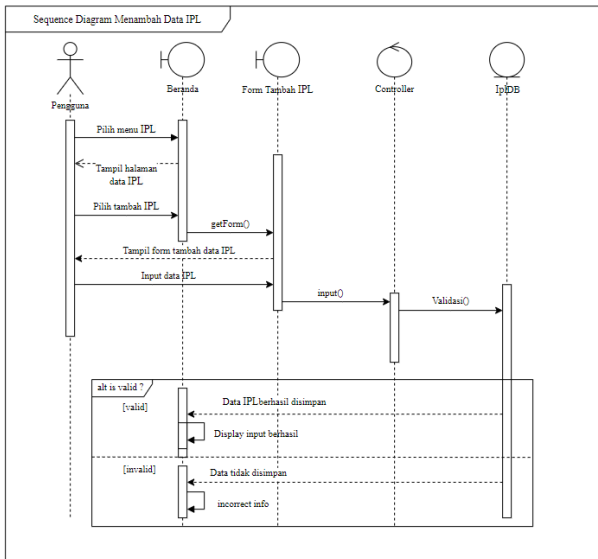 Sequence Diagram Menambah Data IPL
Pengguna
Beranda
Form Tambah IPL
Controller
IplDB
Pilih menu IPL
Tampil halaman
data IPL
Pilih tambah IPL
getForm()
Tampil form tambah data IPL
Input data IPL
input()
Validasi()
alt is valid ?
[valid]
Data IPL berhasil disimpan
Display input berhasil
[invalid]
Data tidak disimpan
incorrect info